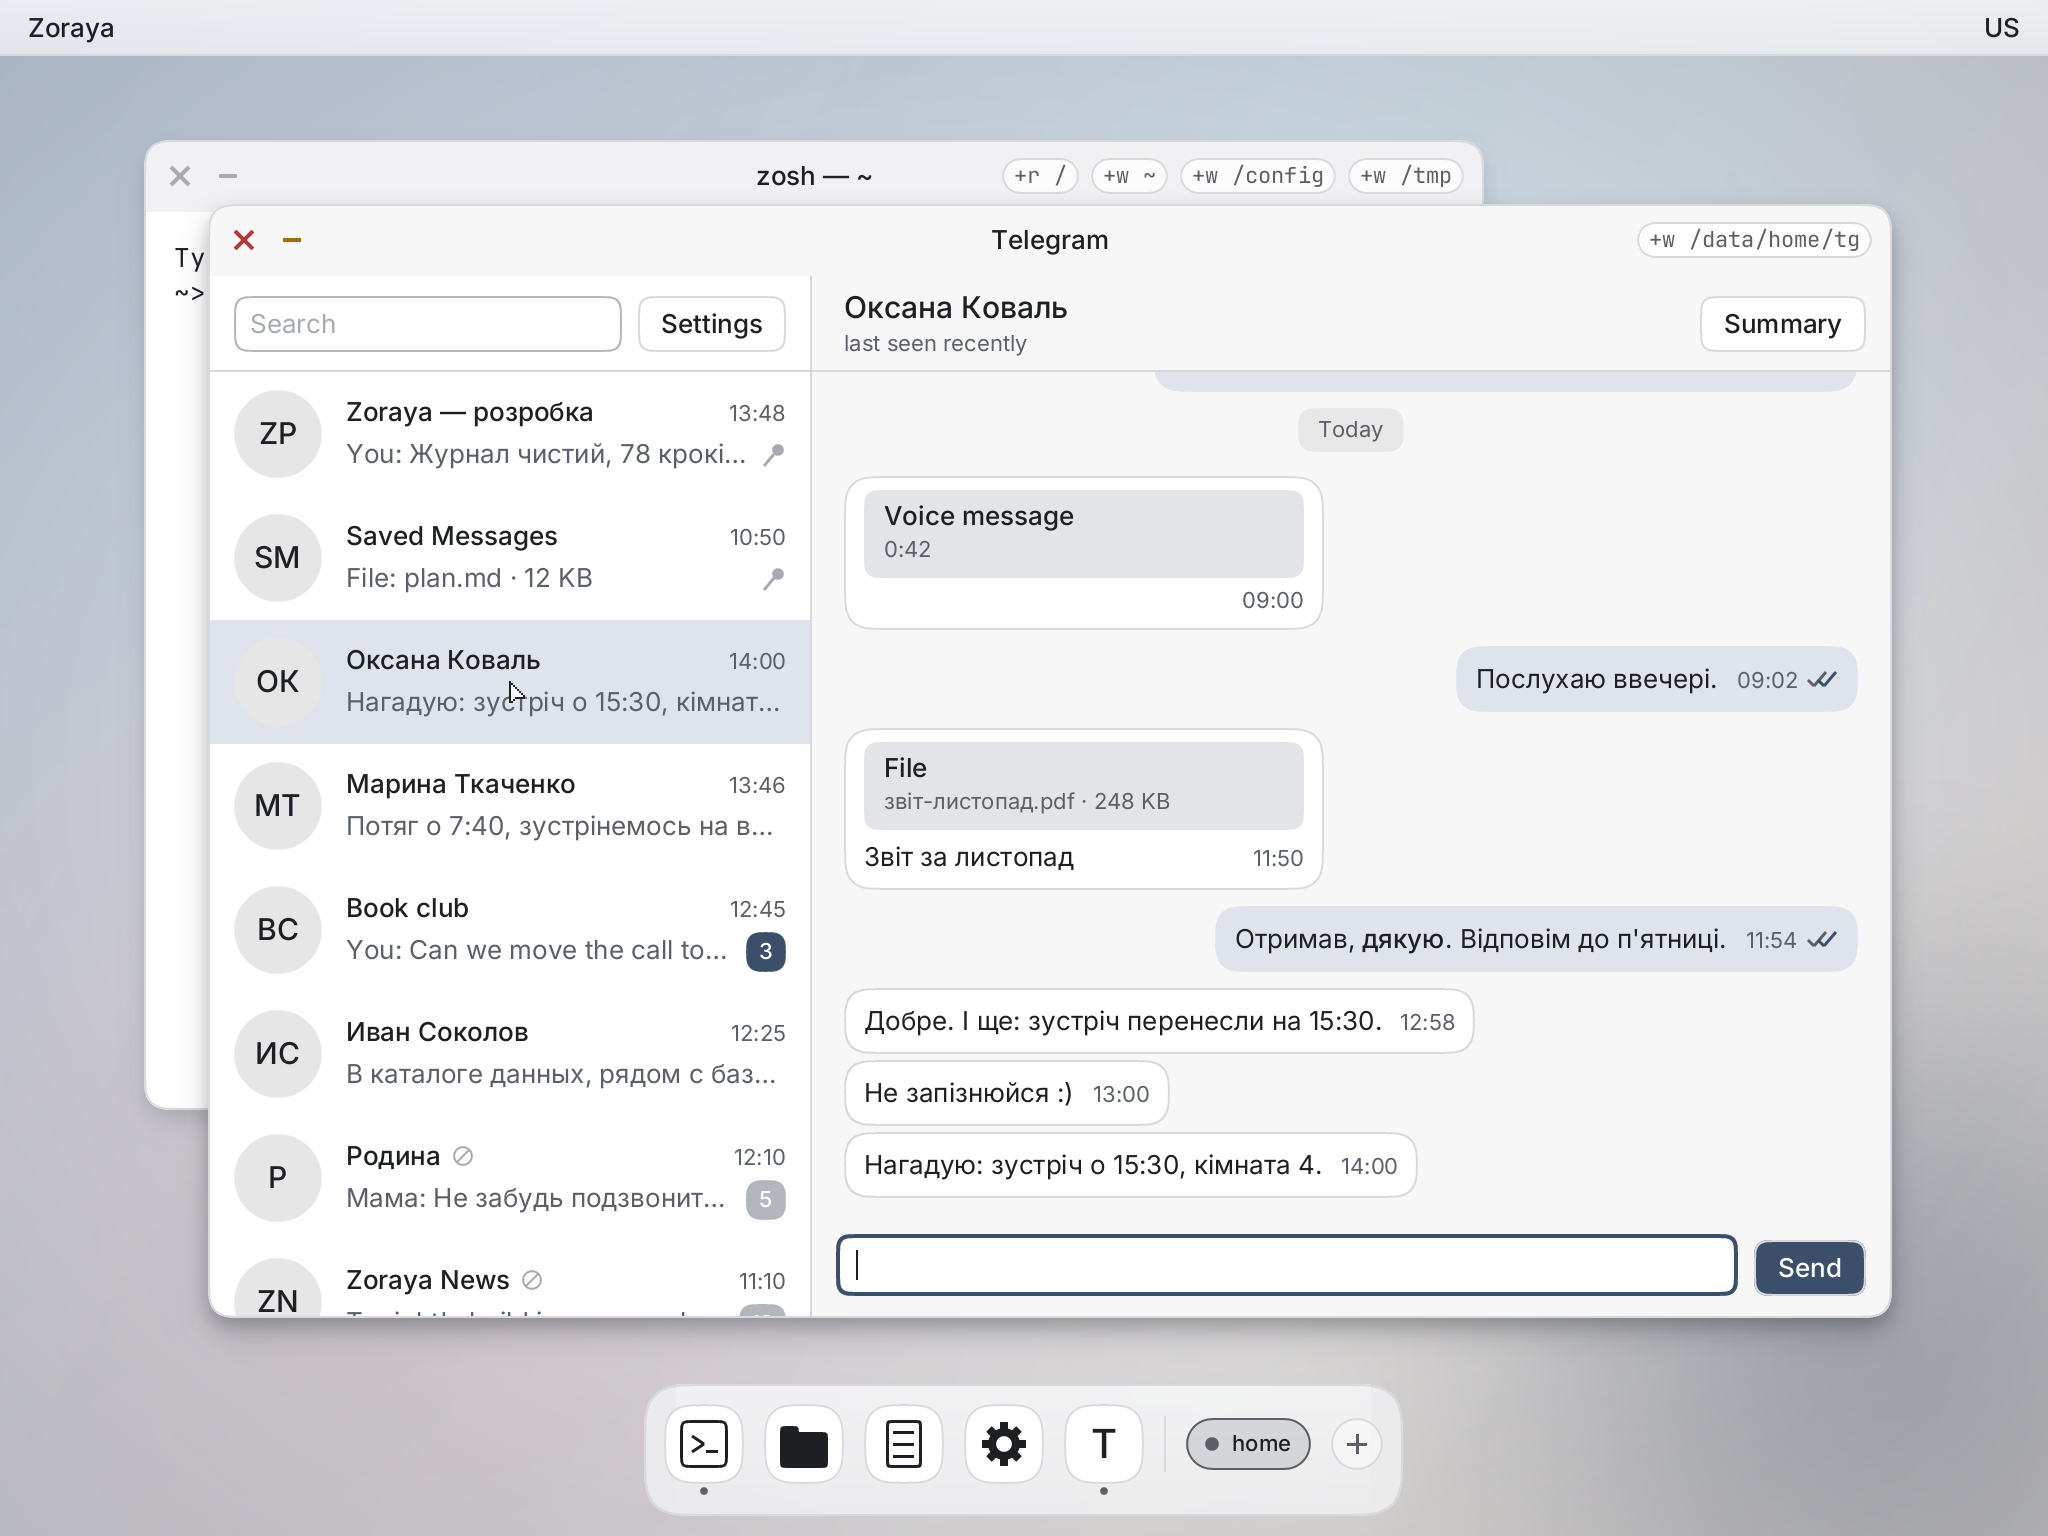 Zoraya
US
zosh — ~
+r /
+w ~
+w /config
+w /tmp
Ty
~>
Telegram
+w /data/home/tg
Search
Settings
Zoraya — розробка 13:48
You: Журнал чистий, 78 крокі...
Saved Messages 10:50
File: plan.md · 12 KB
Оксана Коваль 14:00
Нагадую: зустріч о 15:30, кімнат...
Марина Ткаченко 13:46
Потяг о 7:40, зустрінемось на в...
Book club 12:45
You: Can we move the call to... 3
Иван Соколов 12:25
В каталоге данных, рядом с баз...
Родина 12:10
Мама: Не забудь подзвонит... 5
Zoraya News 11:10
ZP
SM
ОК
МТ
BC
ИС
Р
ZN
Оксана Коваль
last seen recently
Summary
Today
Voice message
0:42
09:00
Послухаю ввечері. 09:02
File
звіт-листопад.pdf · 248 KB
Звіт за листопад 11:50
Отримав, дякую. Відповім до п'ятниці. 11:54
Добре. І ще: зустріч перенесли на 15:30. 12:58
Не запізнюйся :) 13:00
Нагадую: зустріч о 15:30, кімната 4. 14:00
Send
>_
T
home
+